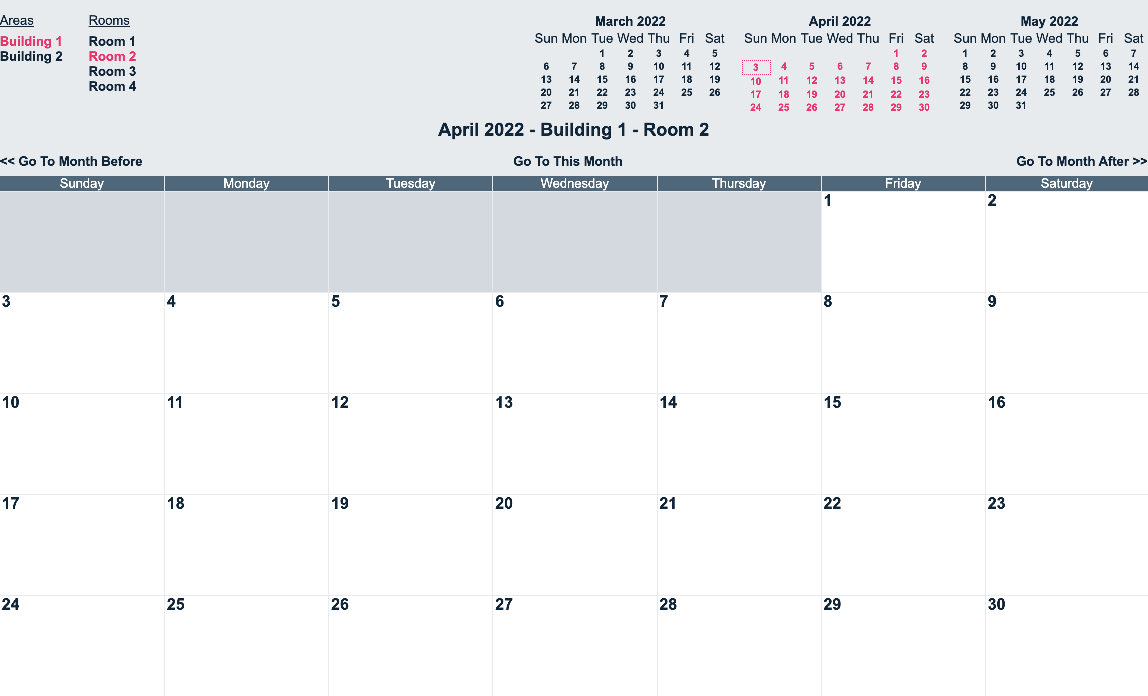 Areas
Building 1
Building 2
Rooms
Room 1
Room 2
Room 3
Room 4
March 2022
Sun Mon Tue Wed Thu Fri Sat
1 2 3 4 5
6 7 8 9 10 11 12
13 14 15 16 17 18 19
20 21 22 23 24 25 26
27 28 29 30 31
April 2022
Sun Mon Tue Wed Thu Fri Sat
1 2
3 4 5 6 7 8 9
10 11 12 13 14 15 16
17 18 19 20 21 22 23
24 25 26 27 28 29 30
May 2022
Sun Mon Tue Wed Thu Fri Sat
1 2 3 4 5 6 7
8 9 10 11 12 13 14
15 16 17 18 19 20 21
22 23 24 25 26 27 28
29 30 31
April 2022 - Building 1 - Room 2
<< Go To Month Before Go To This Month Go To Month After >>
Sunday Monday Tuesday Wednesday Thursday Friday Saturday
1 2
3 4 5 6 7 8 9
10 11 12 13 14 15 16
17 18 19 20 21 22 23
24 25 26 27 28 29 30